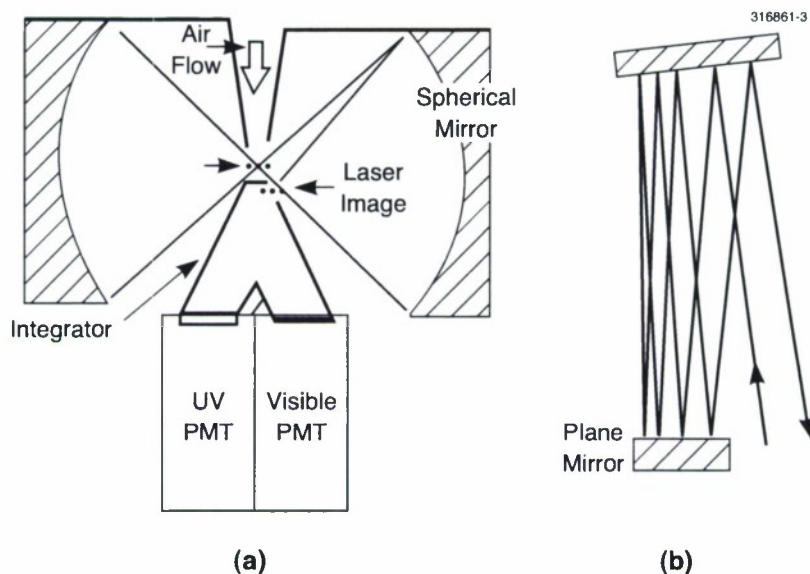 316861-3
Air
Flow
Spherical
Mirror
Laser
Image
Integrator
UV
PMT
Visible
PMT
Plane
Mirror
(a)
(b)